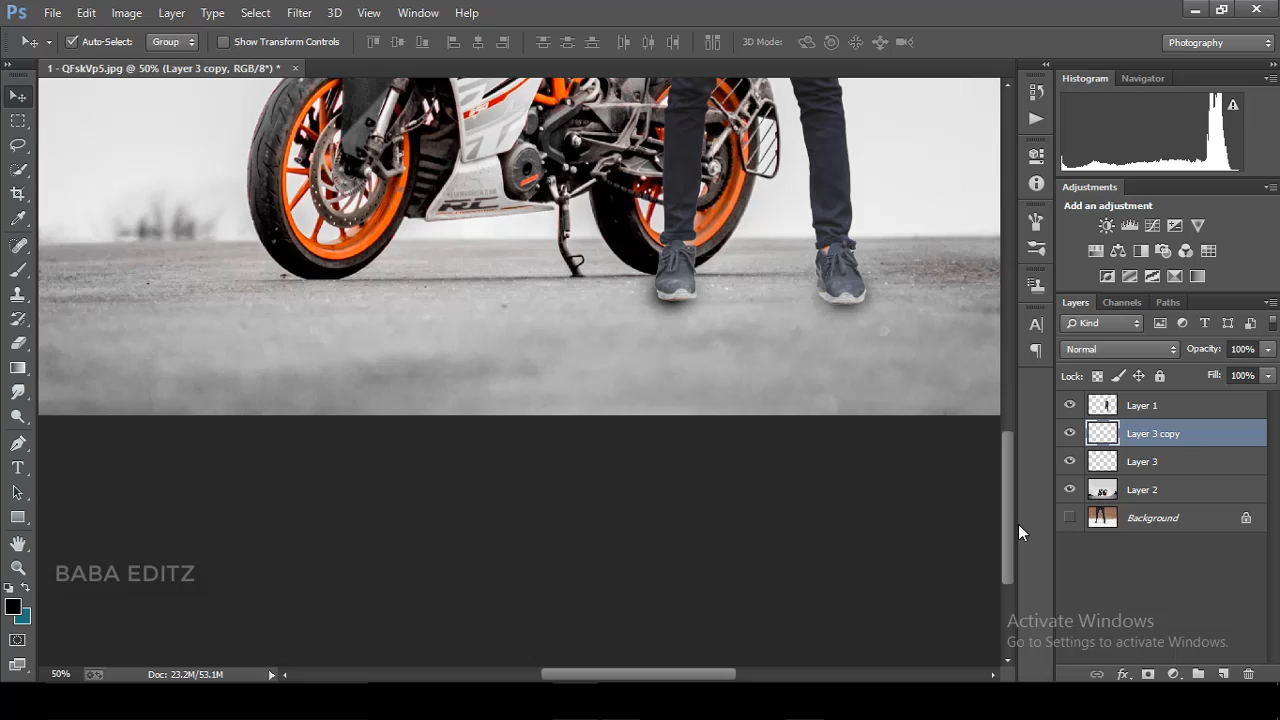 Ps File Edit Image Layer Type Select Filter 3D View Window Help
Auto-Select: Group Show Transform Controls 3D Mode: Photography
1 - QFskVp5.jpg @ 50% (Layer 3 copy, RGB/8*) * ×
Histogram Navigator
Adjustments
Add an adjustment
RC
Layers Channels Paths
Kind
Normal Opacity: 100%
Lock: Fill: 100%
Layer 1
Layer 3 copy
Layer 3
Layer 2
Background
BABA EDITZ
Activate Windows
Go to Settings to activate Windows.
50% Doc: 23.2M/53.1M